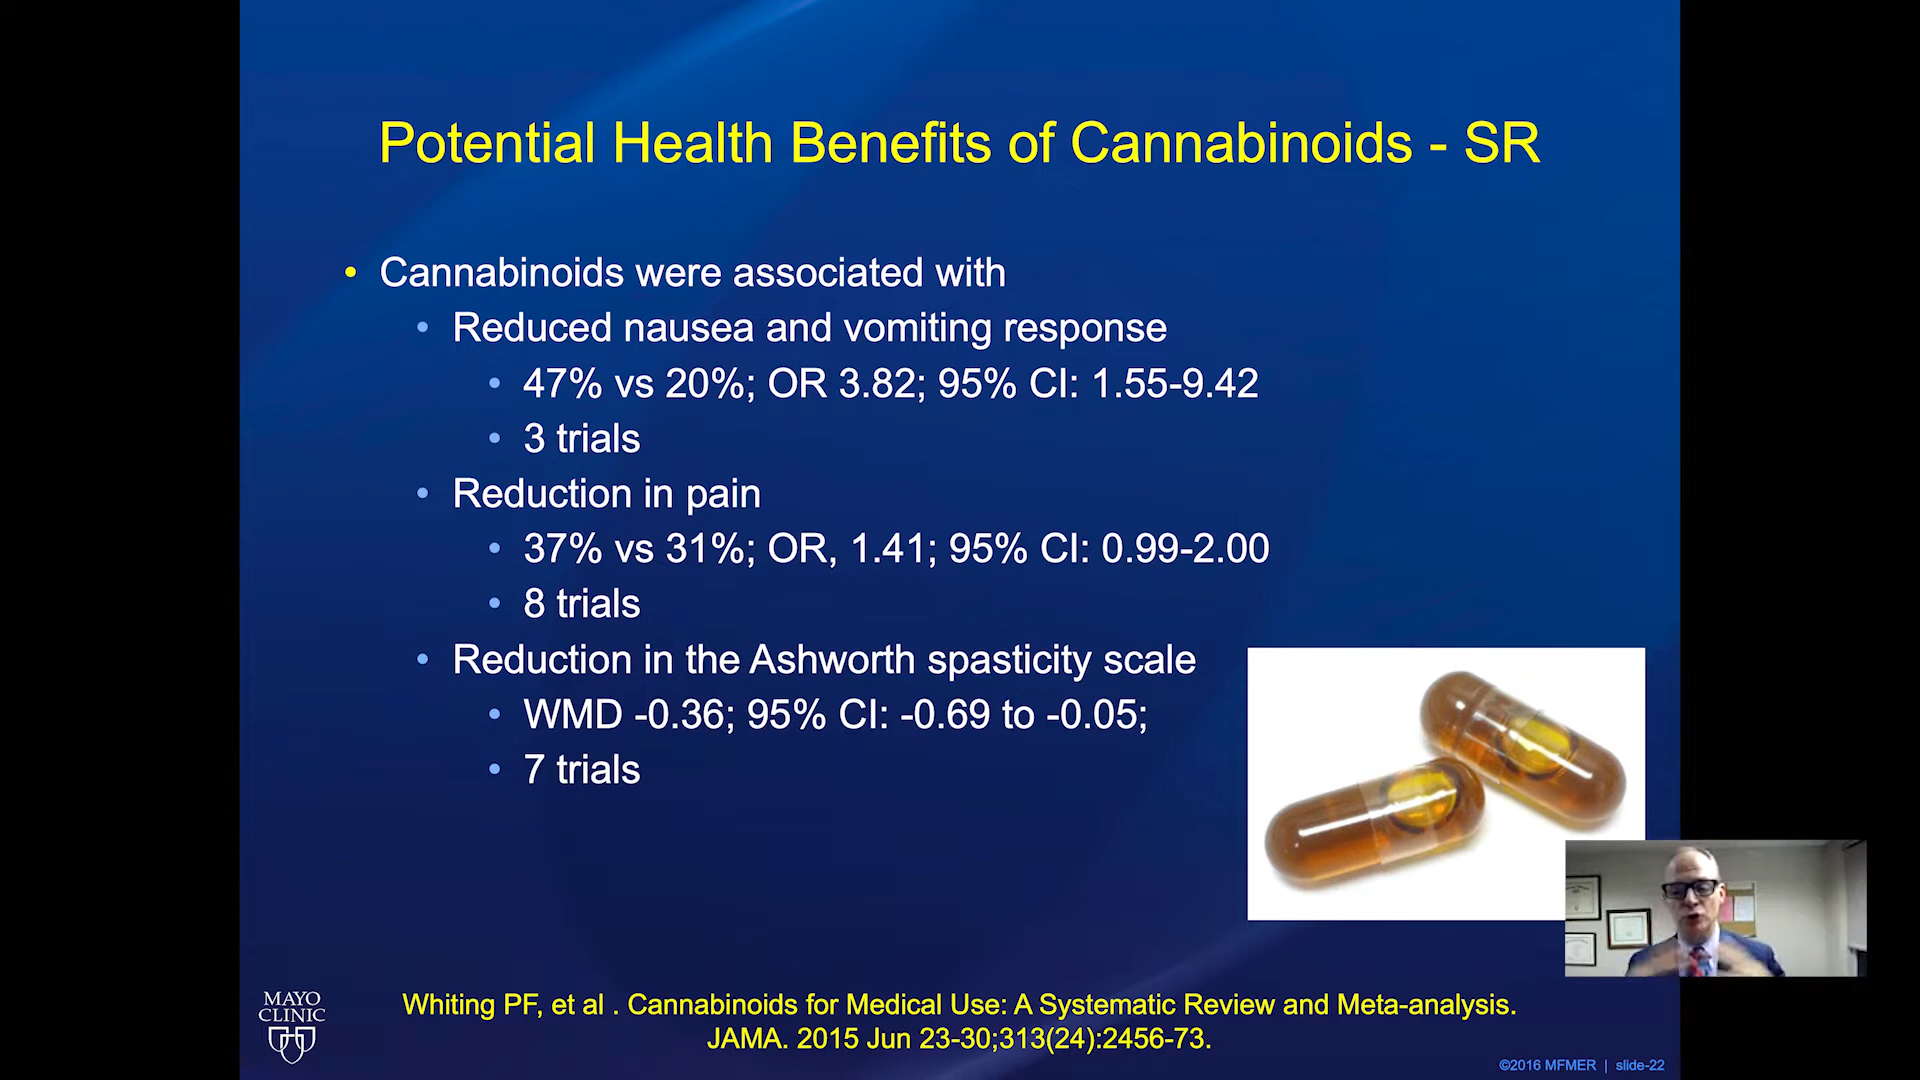 Potential Health Benefits of Cannabinoids - SR
• Cannabinoids were associated with
• Reduced nausea and vomiting response
• 47% vs 20%; OR 3.82; 95% CI: 1.55-9.42
• 3 trials
• Reduction in pain
• 37% vs 31%; OR, 1.41; 95% CI: 0.99-2.00
• 8 trials
• Reduction in the Ashworth spasticity scale
• WMD -0.36; 95% CI: -0.69 to -0.05;
• 7 trials
MAYO
CLINIC
Whiting PF, et al . Cannabinoids for Medical Use: A Systematic Review and Meta-analysis.
JAMA. 2015 Jun 23-30;313(24):2456-73.
©2016 MFMER | slide-22